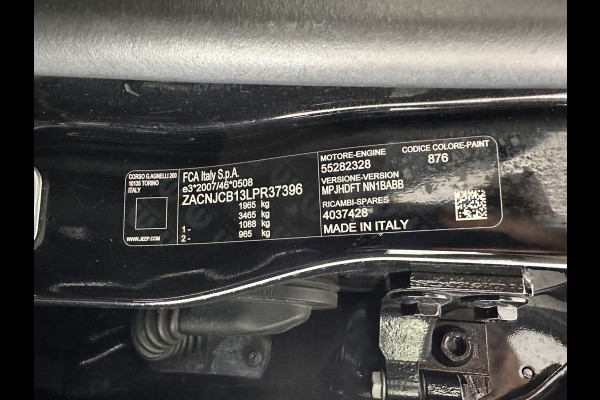 CORSO G.AGNELLI 200
10135 TORINO
ITALY
WWW.JEEP.COM
FCA Italy S.p.A.
e3*2007/46*0508
ZACNJCB13LPR37396
1965 kg
3465 kg
1 - 1088 kg
2 - 965 kg
MOTORE-ENGINE
55282328
VERSIONE-VERSION
MPJHDFT NN1BABB
RICAMBI-SPARES
4037428
MADE IN ITALY
CODICE COLORE-PAINT
876